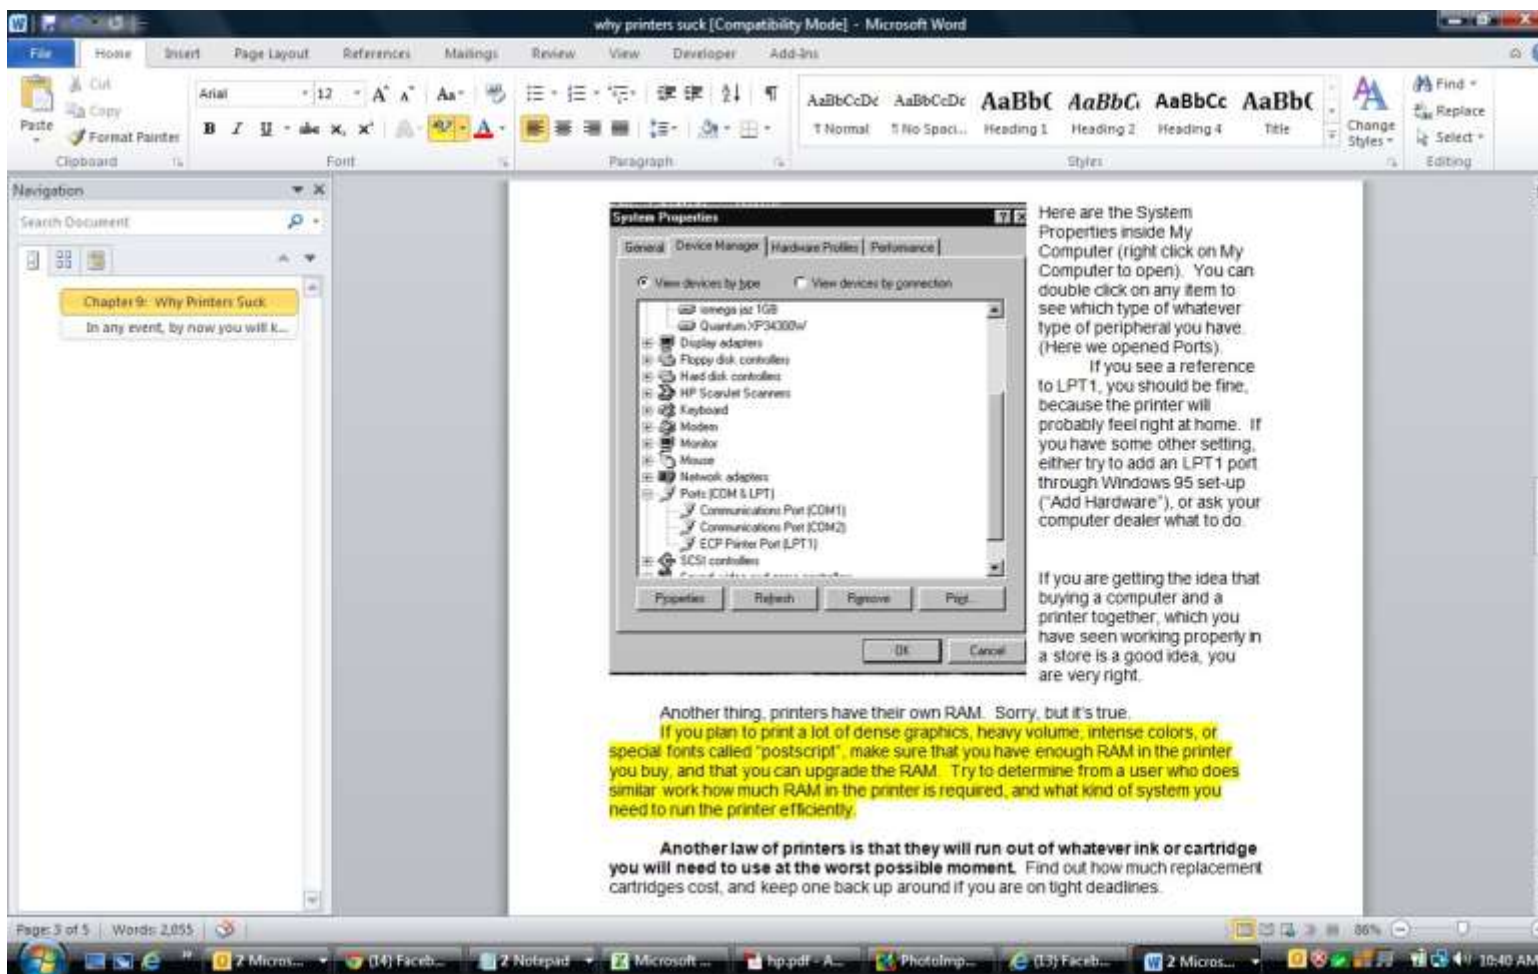 why printers suck [Compatibility Mode] - Microsoft Word
File Home Insert Page Layout References Mailings Review View Developer Add-Ins
Paste
Cut
Copy
Format Painter
Clipboard
Arial 12
Font
Paragraph
AaBbCcDc AaBbCcDc AaBbC AaBbC AaBbCc AaBbC
¶ Normal ¶ No Spaci... Heading 1 Heading 2 Heading 4 Title
Styles
Change
Styles
Find
Replace
Select
Editing
Navigation
Search Document
Chapter 9: Why Printers Suck
In any event, by now you will k...
System Properties
General Device Manager Hardware Profiles Performance
View devices by type View devices by connection
iomega jaz 1GB
Quantum XP34300W
Display adapters
Floppy disk controllers
Hard disk controllers
HP ScanJet Scanners
Keyboard
Modem
Monitor
Mouse
Network adapters
Ports (COM & LPT)
Communications Port (COM1)
Communications Port (COM2)
ECP Printer Port (LPT1)
SCSI controllers
Properties Refresh Remove Print...
OK Cancel
Here are the System
Properties inside My
Computer (right click on My
Computer to open). You can
double click on any item to
see which type of whatever
type of peripheral you have.
(Here we opened Ports).
If you see a reference
to LPT1, you should be fine,
because the printer will
probably feel right at home. If
you have some other setting,
either try to add an LPT1 port
through Windows 95 set-up
("Add Hardware"), or ask your
computer dealer what to do.
If you are getting the idea that
buying a computer and a
printer together, which you
have seen working properly in
a store is a good idea, you
are very right.
Another thing, printers have their own RAM. Sorry, but it's true.
If you plan to print a lot of dense graphics, heavy volume, intense colors, or
special fonts called "postscript", make sure that you have enough RAM in the printer
you buy, and that you can upgrade the RAM. Try to determine from a user who does
similar work how much RAM in the printer is required, and what kind of system you
need to run the printer efficiently.
Another law of printers is that they will run out of whatever ink or cartridge
you will need to use at the worst possible moment. Find out how much replacement
cartridges cost, and keep one back up around if you are on tight deadlines.
Page: 3 of 5 Words: 2,055 86%
2 Micros... (14) Faceb... 2 Notepad Microsoft ... hp.pdf - A... PhotoImp... (13) Faceb... 2 Micros... 10:40 AM